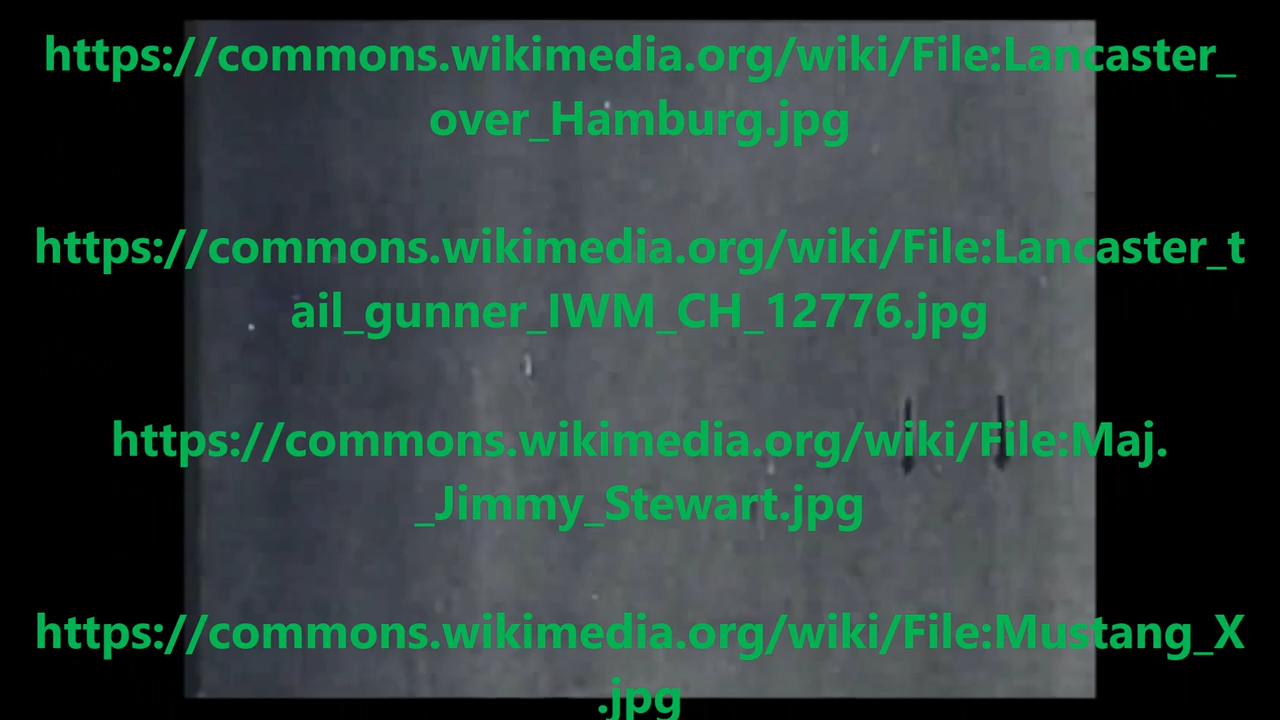 https://commons.wikimedia.org/wiki/File:Lancaster_
over_Hamburg.jpg
https://commons.wikimedia.org/wiki/File:Lancaster_t
ail_gunner_IWM_CH_12776.jpg
https://commons.wikimedia.org/wiki/File:Maj.
_Jimmy_Stewart.jpg
https://commons.wikimedia.org/wiki/File:Mustang_X
.jpg